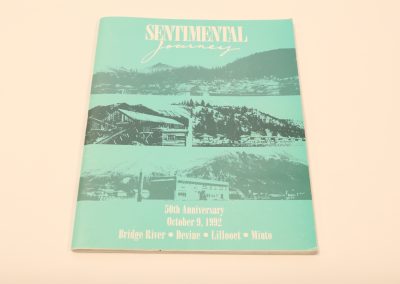 SENTIMENTAL
Journey
50th Anniversary
October 9, 1992
Bridge River • Devine • Lillooet • Minto